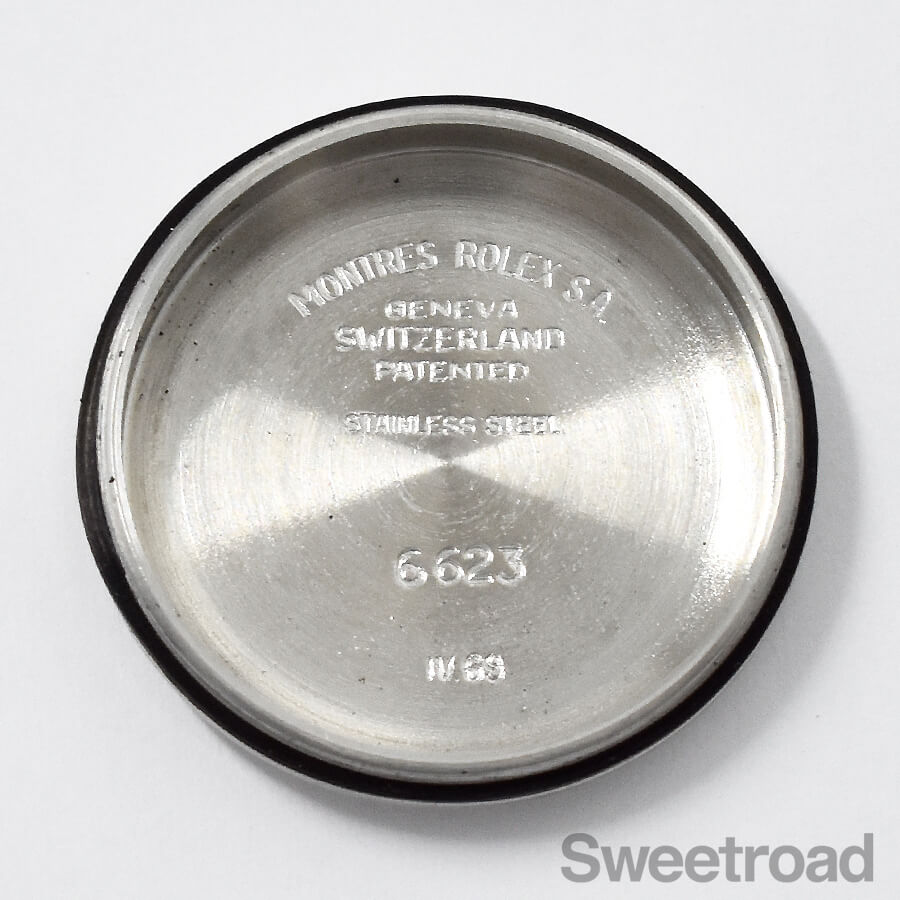 MONTRES ROLEX S.A.
GENEVA
SWITZERLAND
PATENTED
STAINLESS STEEL
6623
IV.69
Sweetroad